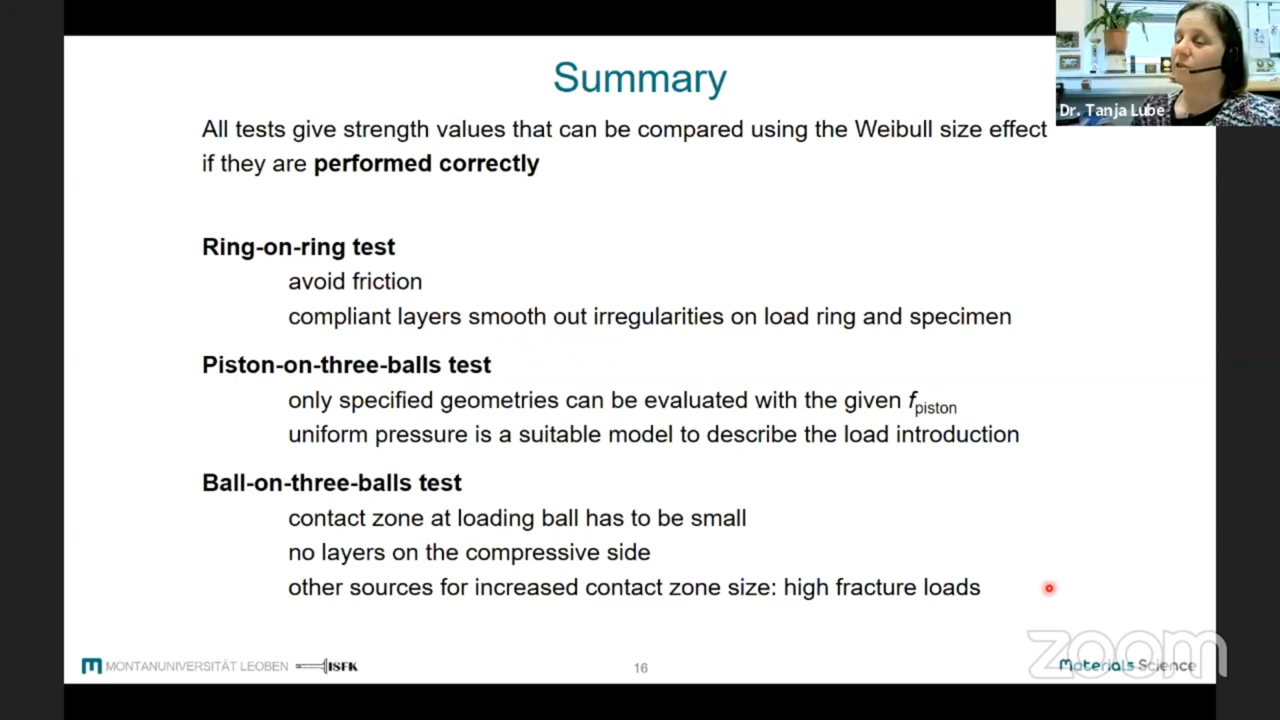 Summary
Dr. Tanja Lube
All tests give strength values that can be compared using the Weibull size effect
if they are performed correctly
Ring-on-ring test
avoid friction
compliant layers smooth out irregularities on load ring and specimen
Piston-on-three-balls test
only specified geometries can be evaluated with the given fpiston
uniform pressure is a suitable model to describe the load introduction
Ball-on-three-balls test
contact zone at loading ball has to be small
no layers on the compressive side
other sources for increased contact zone size: high fracture loads
MONTANUNIVERSITÄT LEOBEN ISFK
16
Materials Science
zoom